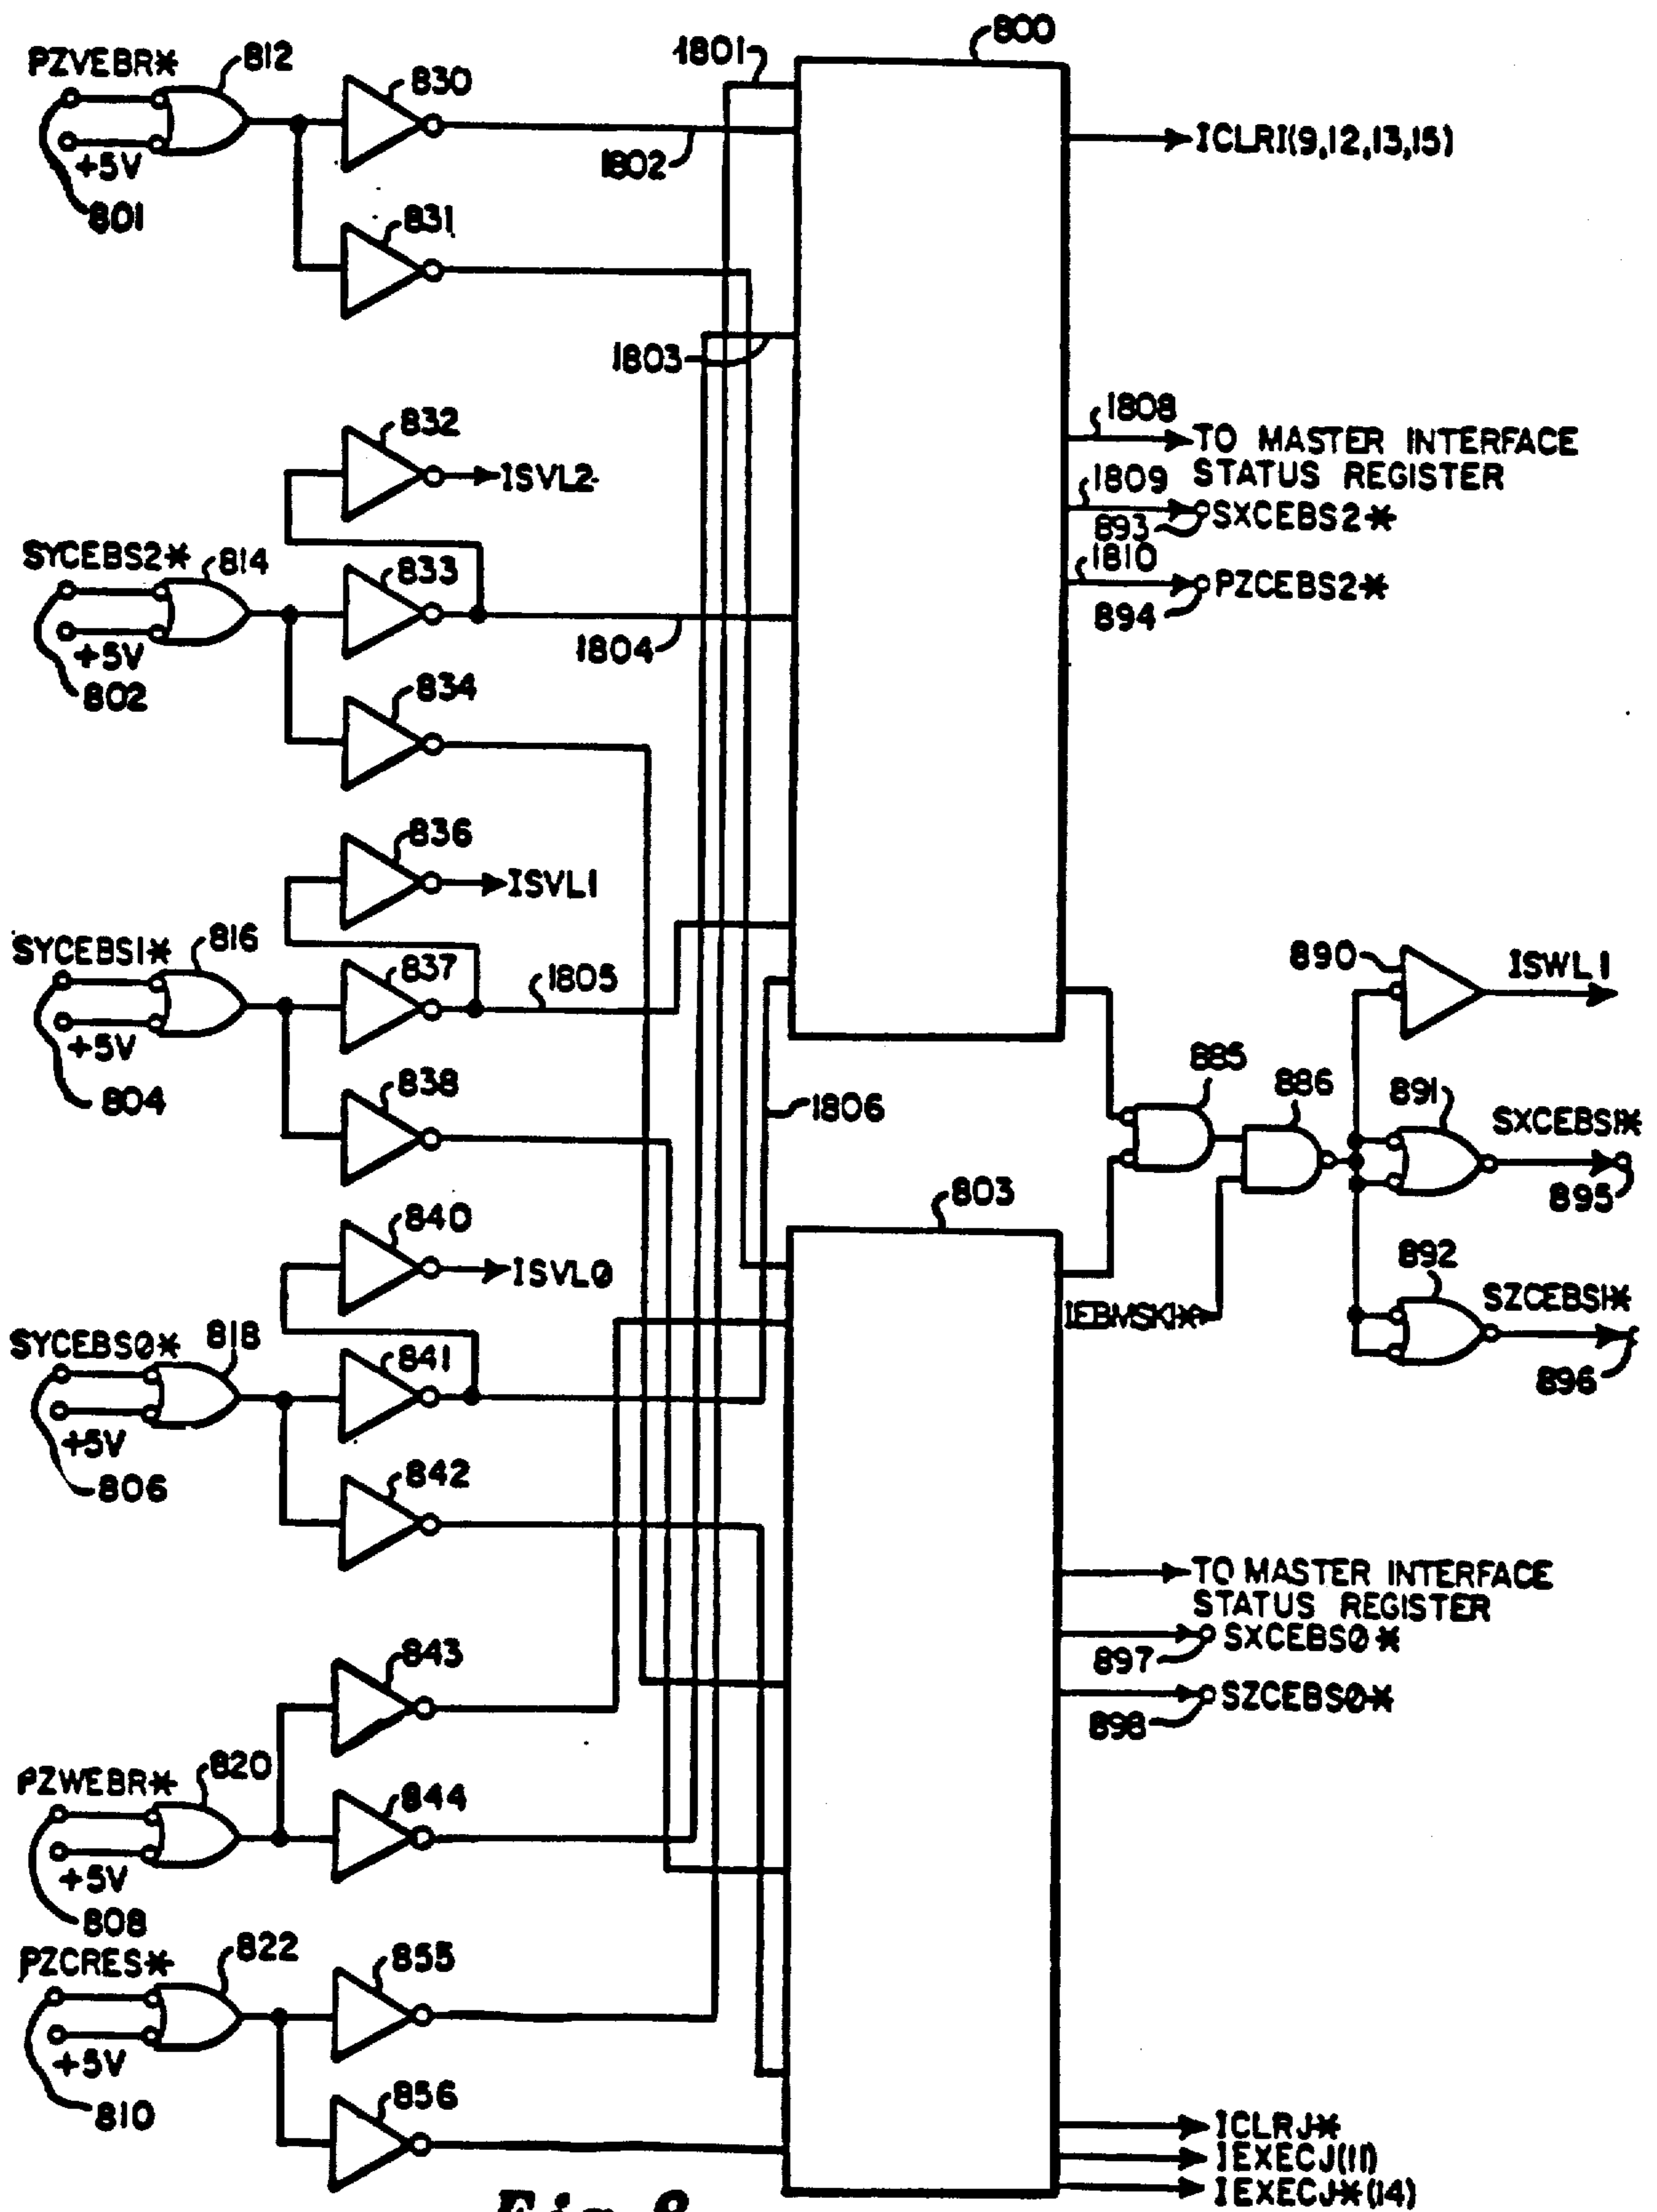 800
1801
PZVEBR*
812
830
+5V
801
1802
ICLRI(9,12,13,15)
831
1803
832
ISVL2
1808
TO MASTER INTERFACE
STATUS REGISTER
1809
893
SXCEBS2*
1810
PZCEBS2*
894
SYCEBS2*
814
833
+5V
802
1804
834
836
ISVL1
SYCEBS1*
816
837
1805
+5V
804
838
890
ISWL1
885
886
891
SXCEBS1*
895
1806
803
840
ISVL0
IEBMSK1*
892
SZCEBS1*
896
SYCEBS0*
818
841
+5V
806
842
TO MASTER INTERFACE
STATUS REGISTER
SXCEBS0*
897
SZCEBS0*
898
843
PZWEBR*
820
844
+5V
808
PZCRES*
822
855
+5V
810
856
ICLRJ*
IEXECJ(11)
IEXECJ*(14)